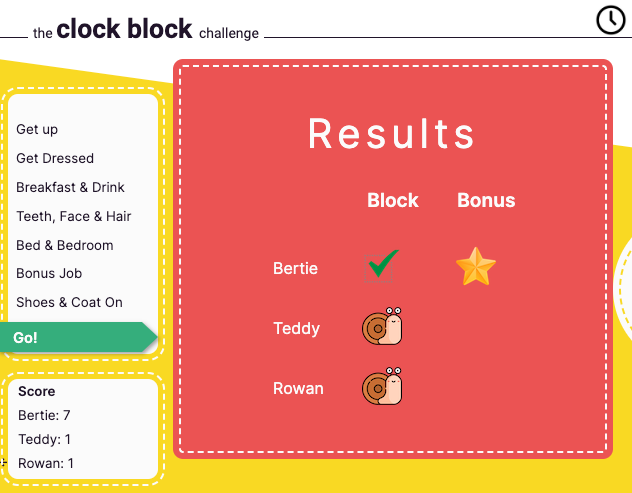 the clock block challenge
Get up
Get Dressed
Breakfast & Drink
Teeth, Face & Hair
Bed & Bedroom
Bonus Job
Shoes & Coat On
Go!
Score
Bertie: 7
Teddy: 1
Rowan: 1
Results
Block Bonus
Bertie
Teddy
Rowan